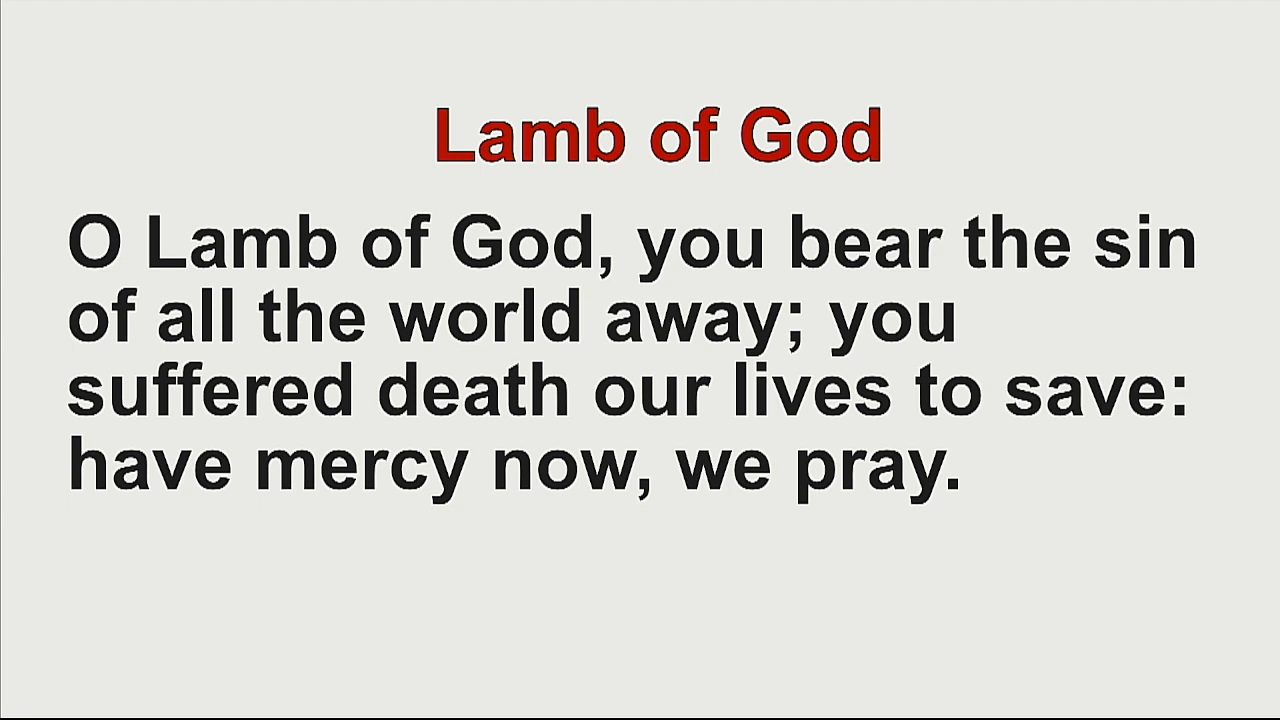 Lamb of God
O Lamb of God, you bear the sin
of all the world away; you
suffered death our lives to save:
have mercy now, we pray.